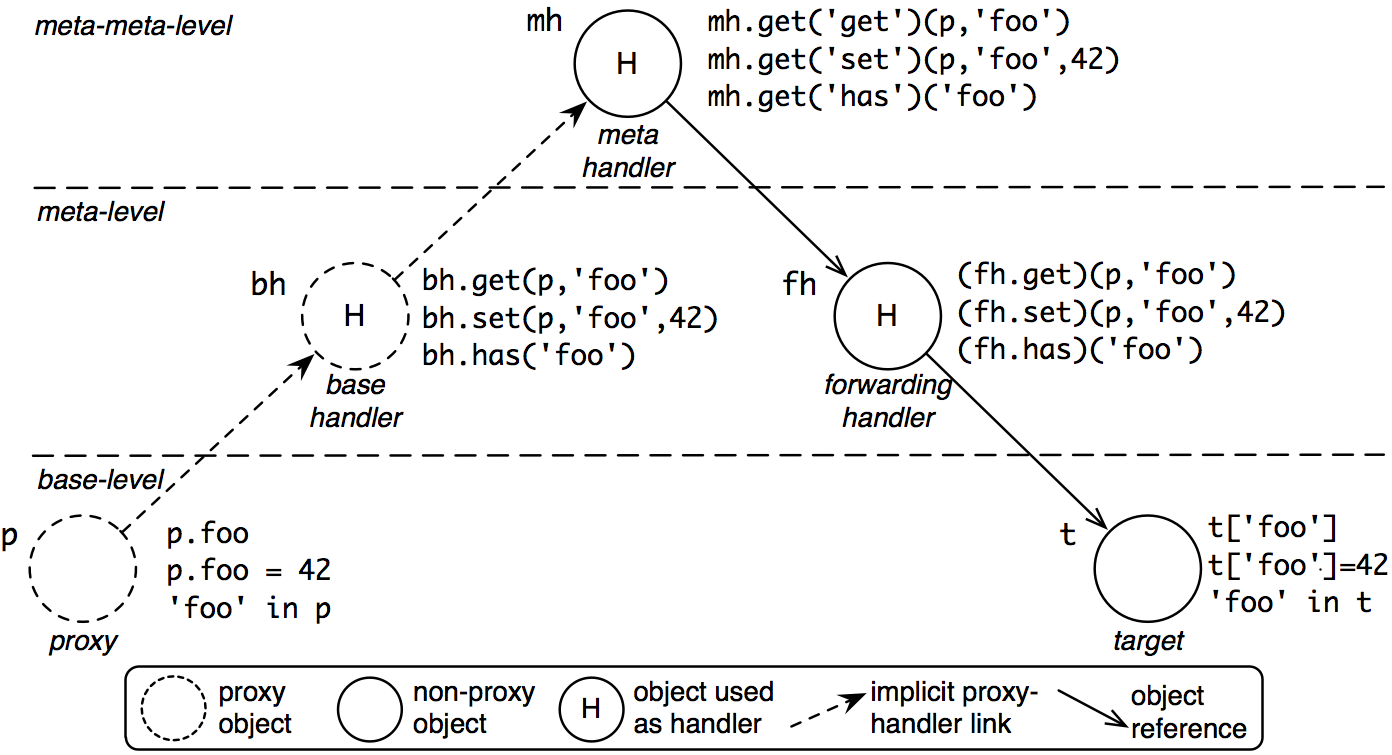 meta-meta-level
mh
H
meta
handler
mh.get('get')(p,'foo')
mh.get('set')(p,'foo',42)
mh.get('has')('foo')
meta-level
bh
H
base
handler
bh.get(p,'foo')
bh.set(p,'foo',42)
bh.has('foo')
fh
H
forwarding
handler
(fh.get)(p,'foo')
(fh.set)(p,'foo',42)
(fh.has)('foo')
base-level
p
proxy
p.foo
p.foo = 42
'foo' in p
t
target
t['foo']
t['foo']=42
'foo' in t
proxy
object
non-proxy
object
H
object used
as handler
implicit proxy-
handler link
object
reference